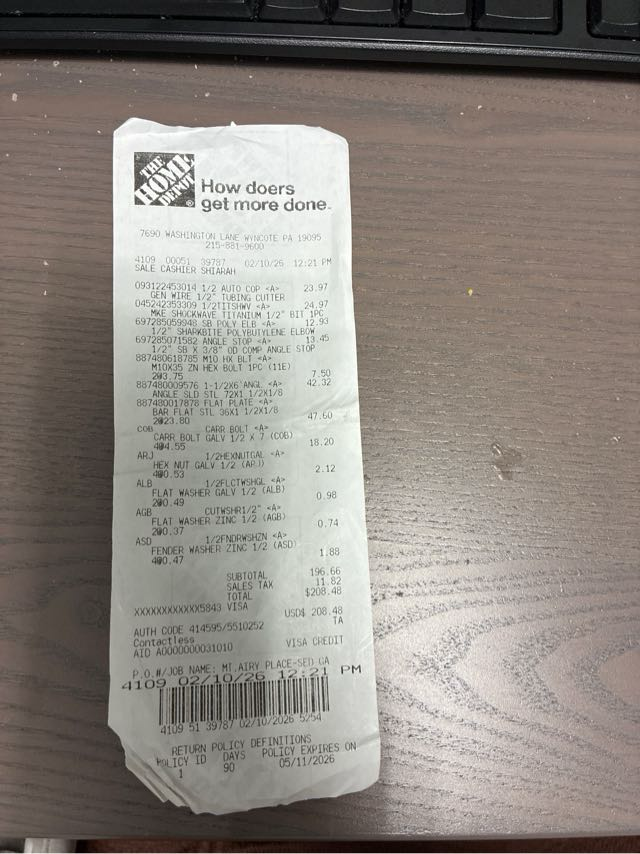 THE
HOME
DEPOT
How doers
get more done.
7690 WASHINGTON LANE WYNCOTE PA 19095
215-881-9600
4109 00051 39787 02/10/26 12:21 PM
SALE CASHIER SHIARAH
093122453014 1/2 AUTO COP <A> 23.97
GEN WIRE 1/2" TUBING CUTTER
045242353309 1/2TITSHWV <A> 24.97
MKE SHOCKWAVE TITANIUM 1/2" BIT 1PC
697285059948 SB POLY ELB <A> 12.93
1/2" SHARKBITE POLYBUTYLENE ELBOW
697285071582 ANGLE STOP <A> 13.45
1/2" SB X 3/8" OD COMP ANGLE STOP
887480618785 M10 HX BLT <A>
M10X35 ZN HEX BOLT 1PC (11E)
2@3.75 7.50
887480009576 1-1/2X6'ANGL <A> 42.32
ANGLE SLD STL 72X1 1/2X1/8
887480017878 FLAT PLATE <A>
BAR FLAT STL 36X1 1/2X1/8
2@23.80 47.60
COB CARR BOLT <A>
CARR BOLT GALV 1/2 X 7 (COB)
4@4.55 18.20
ARJ 1/2HEXNUTGAL <A>
HEX NUT GALV 1/2 (ARJ)
4@0.53 2.12
ALB 1/2FLCTWSHGL <A>
FLAT WASHER GALV 1/2 (ALB)
2@0.49 0.98
AGB CUTWSHR1/2" <A>
FLAT WASHER ZINC 1/2 (AGB)
2@0.37 0.74
ASD 1/2FNDRWSHZN <A>
FENDER WASHER ZINC 1/2 (ASD)
4@0.47 1.88
SUBTOTAL 196.66
SALES TAX 11.82
TOTAL $208.48
XXXXXXXXXXXX5843 VISA
USD$ 208.48
AUTH CODE 414595/5510252 TA
Contactless
AID A0000000031010 VISA CREDIT
P.O.#/JOB NAME: MT.AIRY PLACE-SED GA
4109 02/10/26 12:21 PM
4109 51 39787 02/10/2026 5254
RETURN POLICY DEFINITIONS
POLICY ID DAYS POLICY EXPIRES ON
1 90 05/11/2026